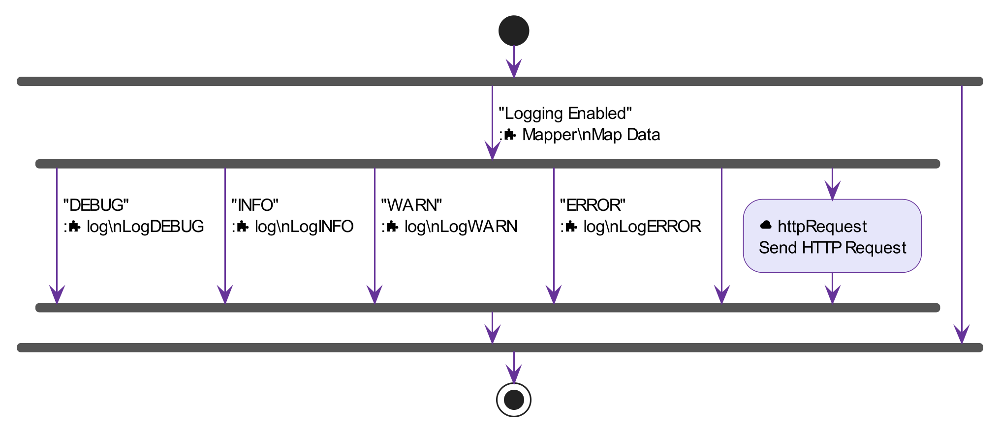 "Logging Enabled"
: Mapper\nMap Data
"DEBUG"
: log\nLogDEBUG
"INFO"
: log\nLogINFO
"WARN"
: log\nLogWARN
"ERROR"
: log\nLogERROR
httpRequest
Send HTTP Request